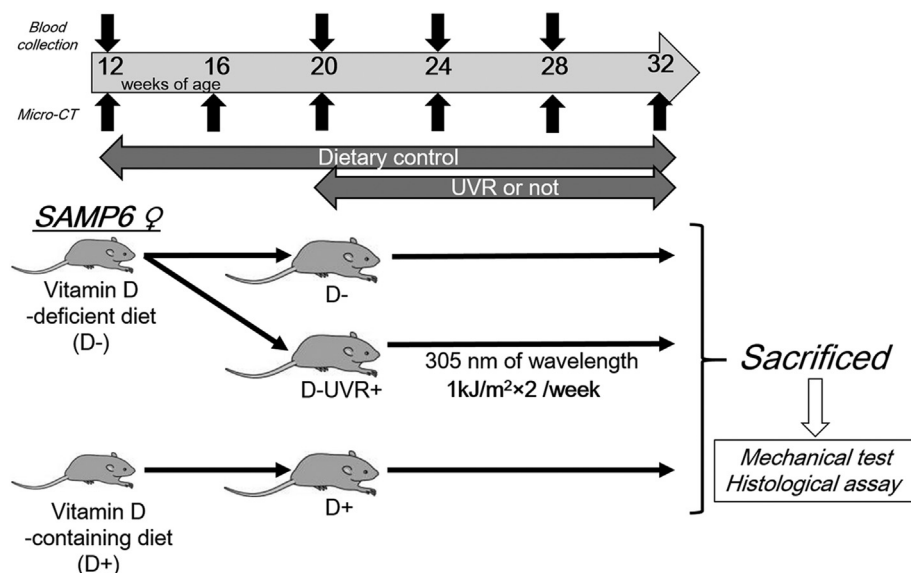 Blood
collection
12 16 20 24 28 32
weeks of age
Micro-CT
Dietary control
UVR or not
SAMP6 ♀
Vitamin D
-deficient diet
(D-)
D-
D-UVR+
305 nm of wavelength
1kJ/m²×2 /week
Vitamin D
-containing diet
(D+)
D+
Sacrificed
Mechanical test
Histological assay